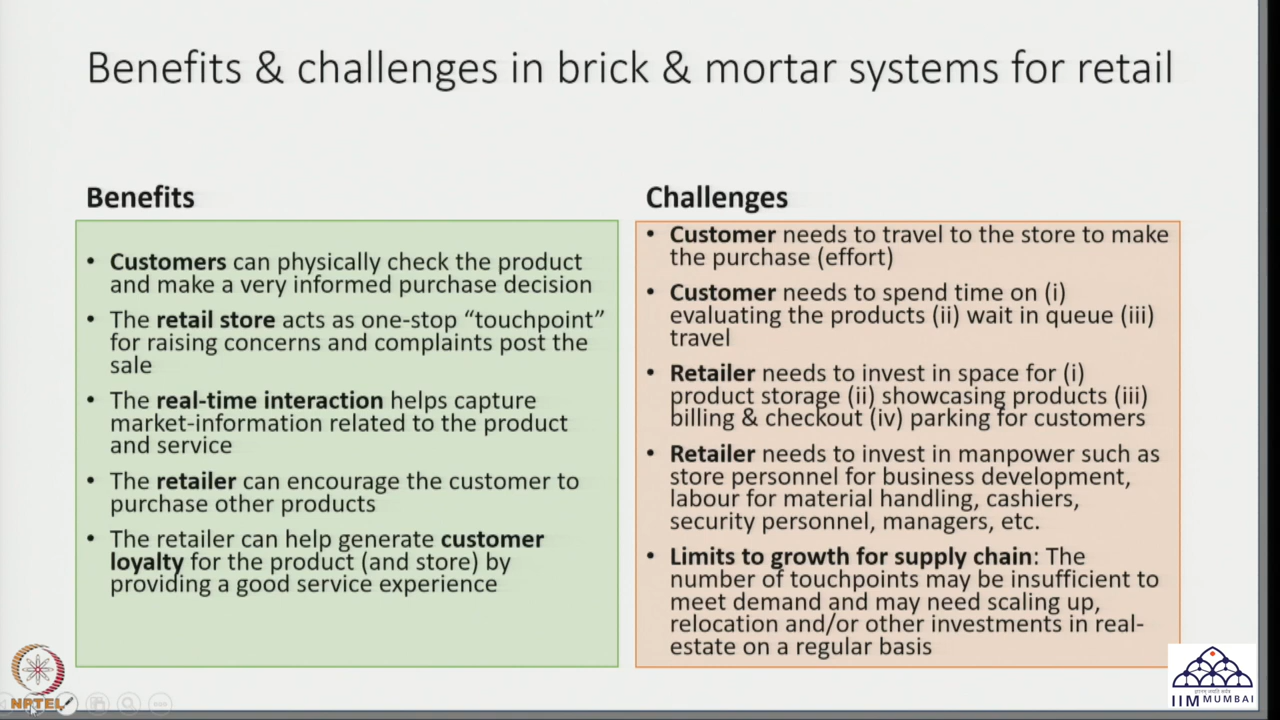 Benefits & challenges in brick & mortar systems for retail
Benefits
• Customers can physically check the product
and make a very informed purchase decision
• The retail store acts as one-stop “touchpoint”
for raising concerns and complaints post the
sale
• The real-time interaction helps capture
market-information related to the product
and service
• The retailer can encourage the customer to
purchase other products
• The retailer can help generate customer
loyalty for the product (and store) by
providing a good service experience
Challenges
• Customer needs to travel to the store to make
the purchase (effort)
• Customer needs to spend time on (i)
evaluating the products (ii) wait in queue (iii)
travel
• Retailer needs to invest in space for (i)
product storage (ii) showcasing products (iii)
billing & checkout (iv) parking for customers
• Retailer needs to invest in manpower such as
store personnel for business development,
labour for material handling, cashiers,
security personnel, managers, etc.
• Limits to growth for supply chain: The
number of touchpoints may be insufficient to
meet demand and may need scaling up,
relocation and/or other investments in real-
estate on a regular basis
NPTEL
IIM MUMBAI